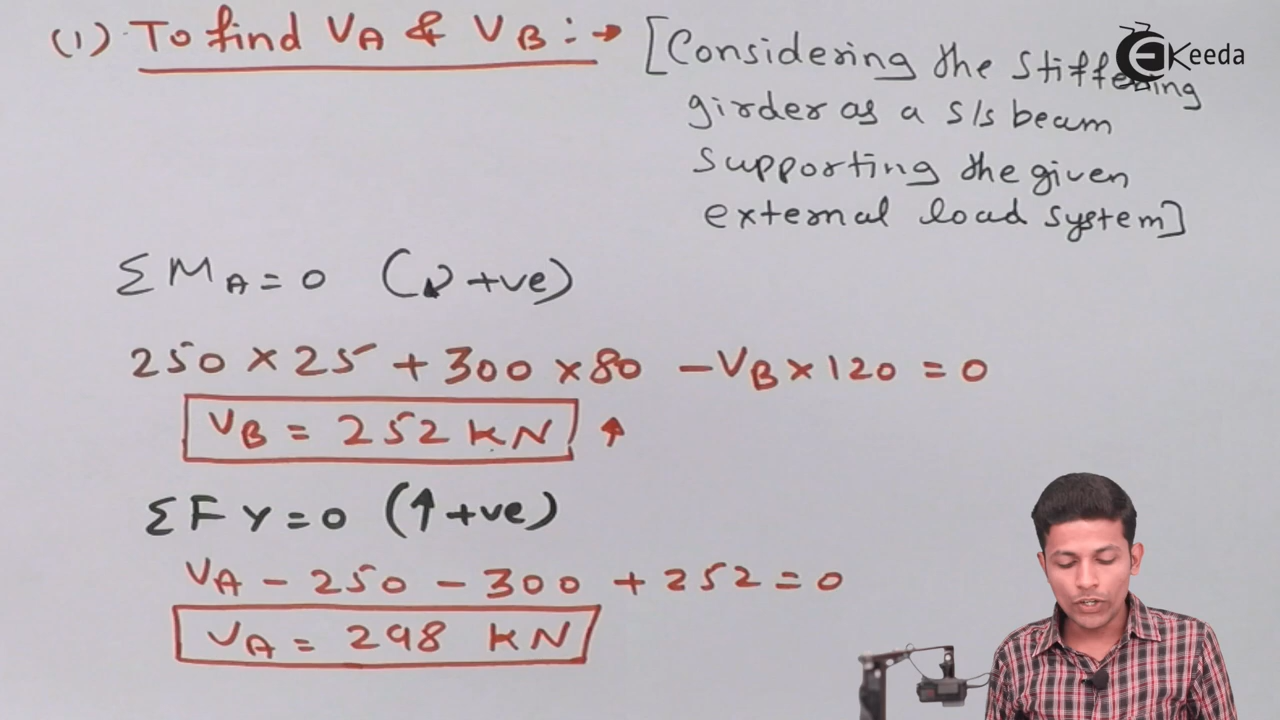 (1) To find VA & VB :→
[Considering the stiffening
girder as a s/s beam
supporting the given
external load system]
EKeeda
ΣMA = 0 (↻ +ve)
250 × 25 + 300 × 80 - VB × 120 = 0
VB = 252 KN ↑
ΣFY = 0 (↑ +ve)
VA - 250 - 300 + 252 = 0
VA = 298 KN